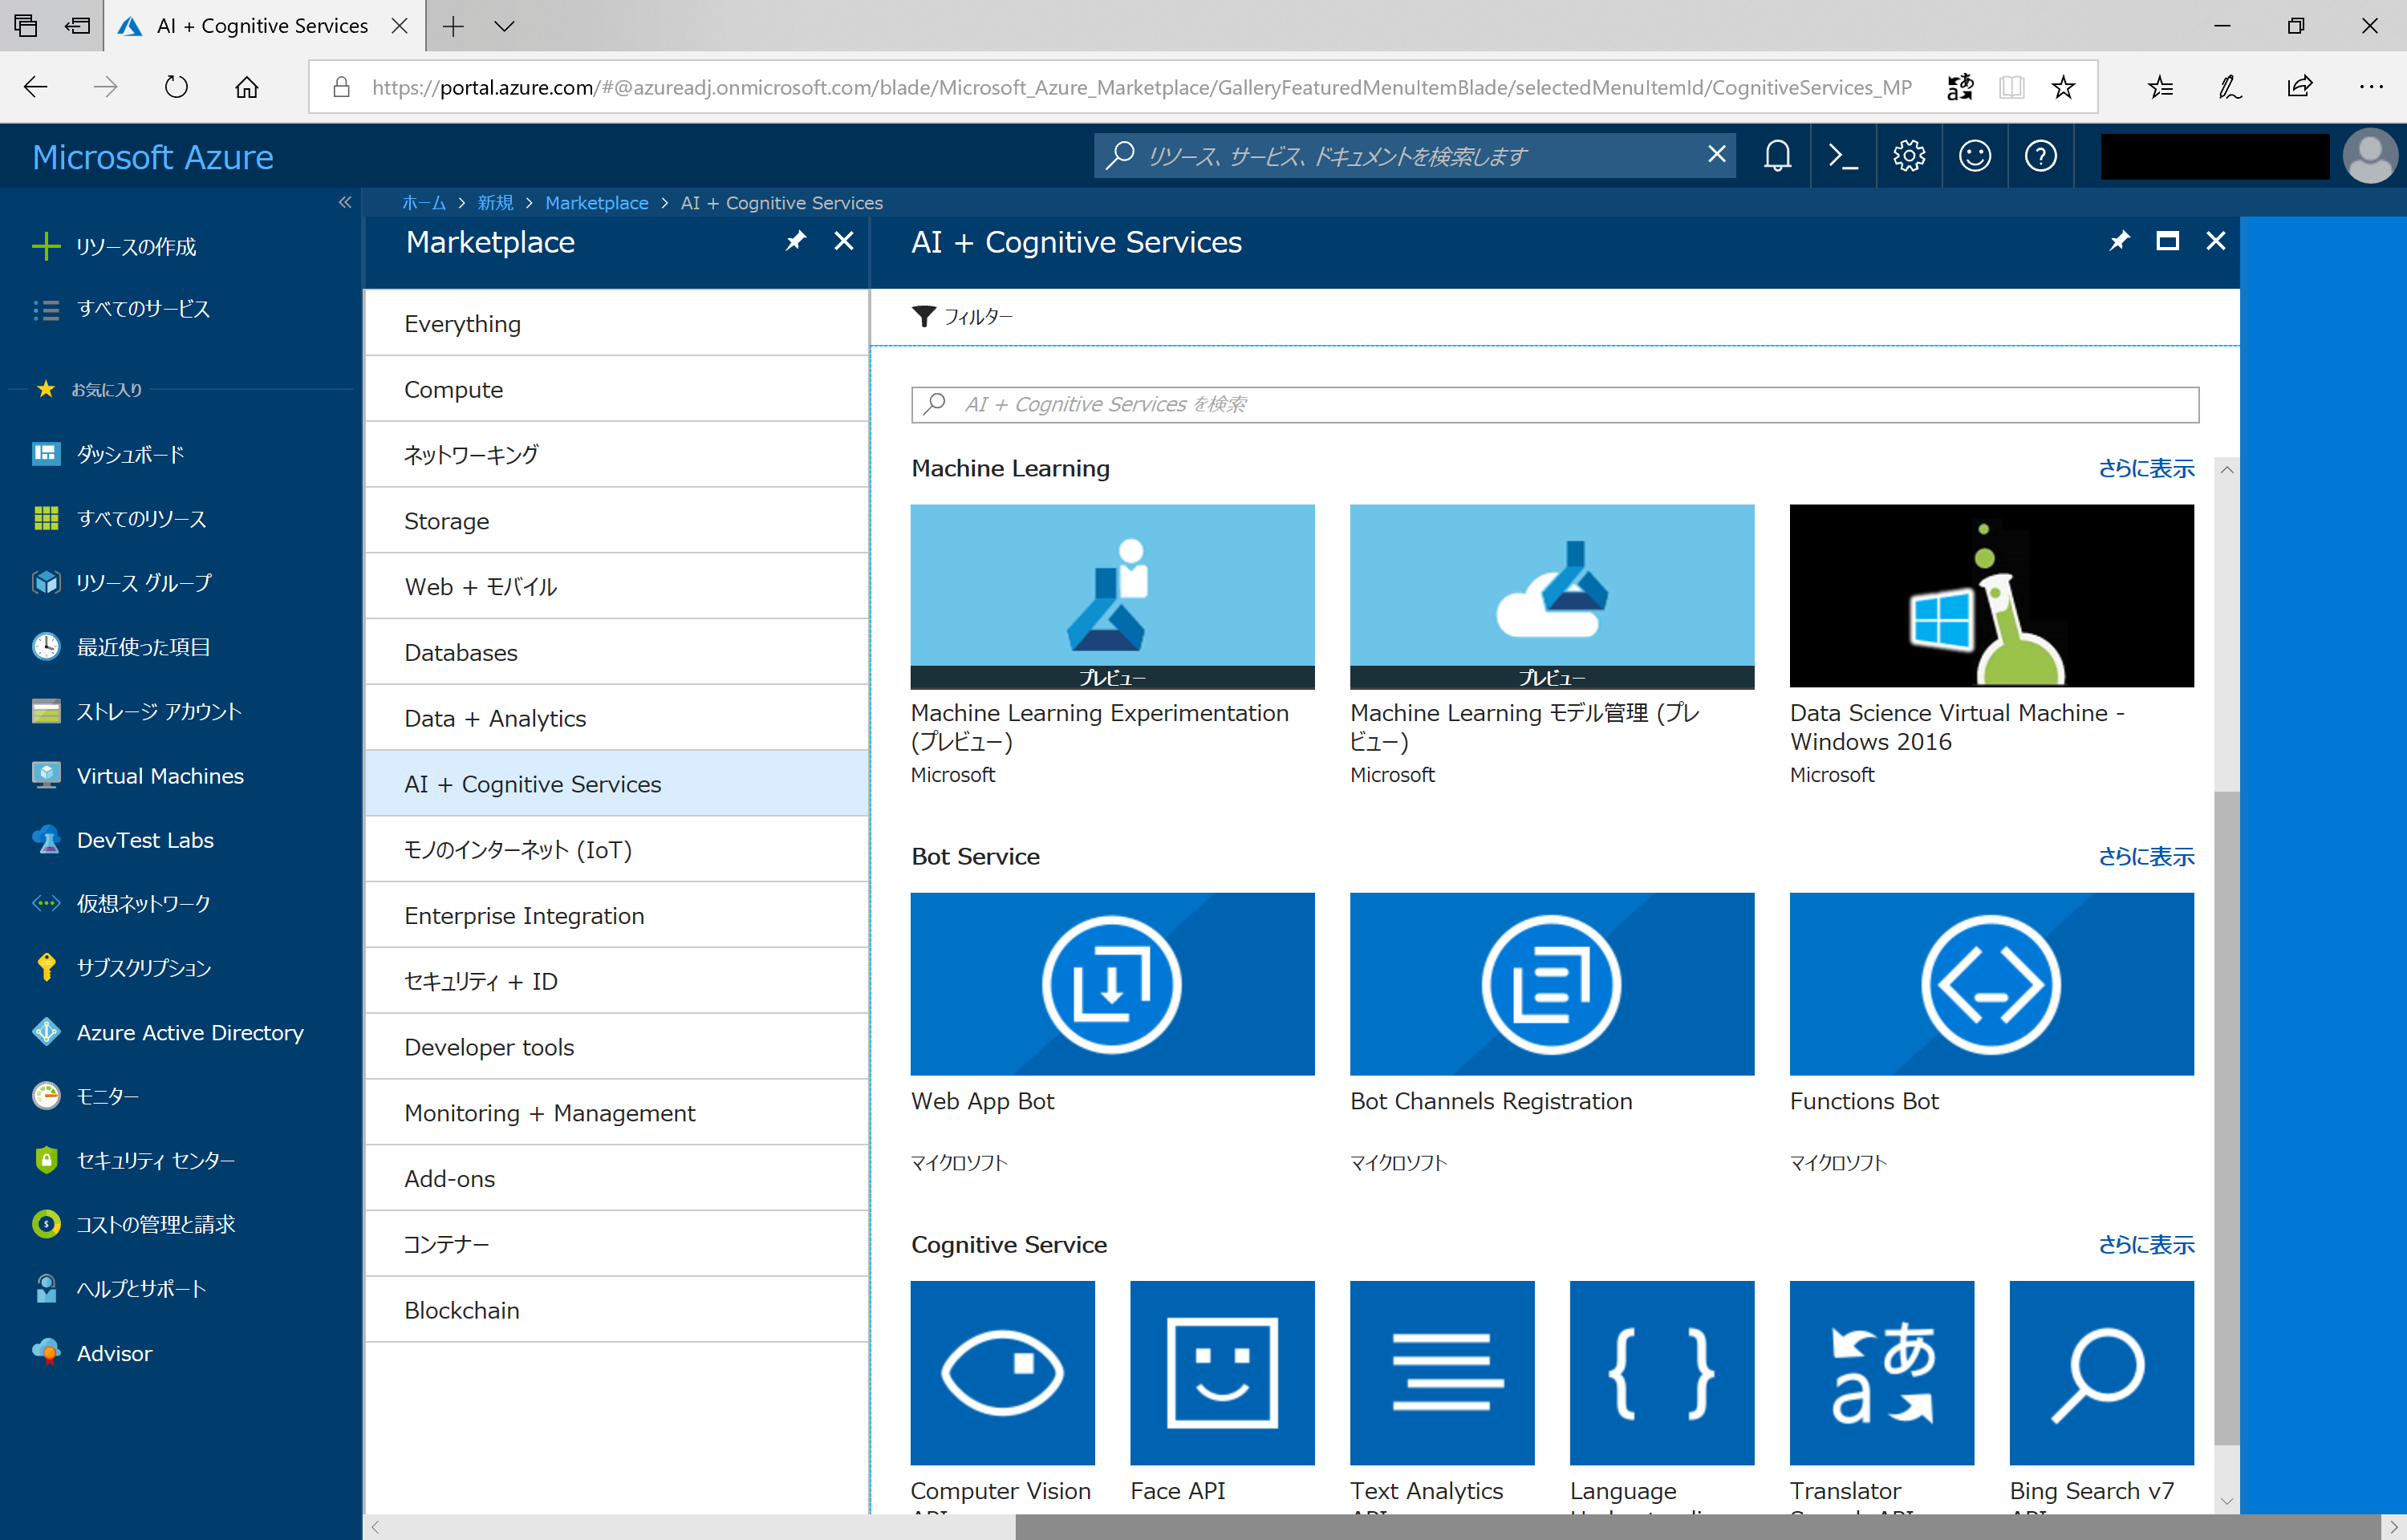 AI + Cognitive Services
https://portal.azure.com/#@azureadj.onmicrosoft.com/blade/Microsoft_Azure_Marketplace/GalleryFeaturedMenuItemBlade/selectedMenuItemId/CognitiveServices_MP
Microsoft Azure
リソース、サービス、ドキュメントを検索します
ホーム > 新規 > Marketplace > AI + Cognitive Services
リソースの作成
すべてのサービス
お気に入り
ダッシュボード
すべてのリソース
リソース グループ
最近使った項目
ストレージ アカウント
Virtual Machines
DevTest Labs
仮想ネットワーク
サブスクリプション
Azure Active Directory
モニター
セキュリティ センター
コストの管理と請求
ヘルプとサポート
Advisor
Marketplace
Everything
Compute
ネットワーキング
Storage
Web + モバイル
Databases
Data + Analytics
AI + Cognitive Services
モノのインターネット (IoT)
Enterprise Integration
セキュリティ + ID
Developer tools
Monitoring + Management
Add-ons
コンテナー
Blockchain
AI + Cognitive Services
フィルター
AI + Cognitive Services を検索
Machine Learning
さらに表示
プレビュー
Machine Learning Experimentation
(プレビュー)
Microsoft
プレビュー
Machine Learning モデル管理 (プレ
ビュー)
Microsoft
Data Science Virtual Machine -
Windows 2016
Microsoft
Bot Service
さらに表示
Web App Bot
マイクロソフト
Bot Channels Registration
マイクロソフト
Functions Bot
マイクロソフト
Cognitive Service
さらに表示
Computer Vision
Face API
Text Analytics
Language
あ
a
Translator
Bing Search v7